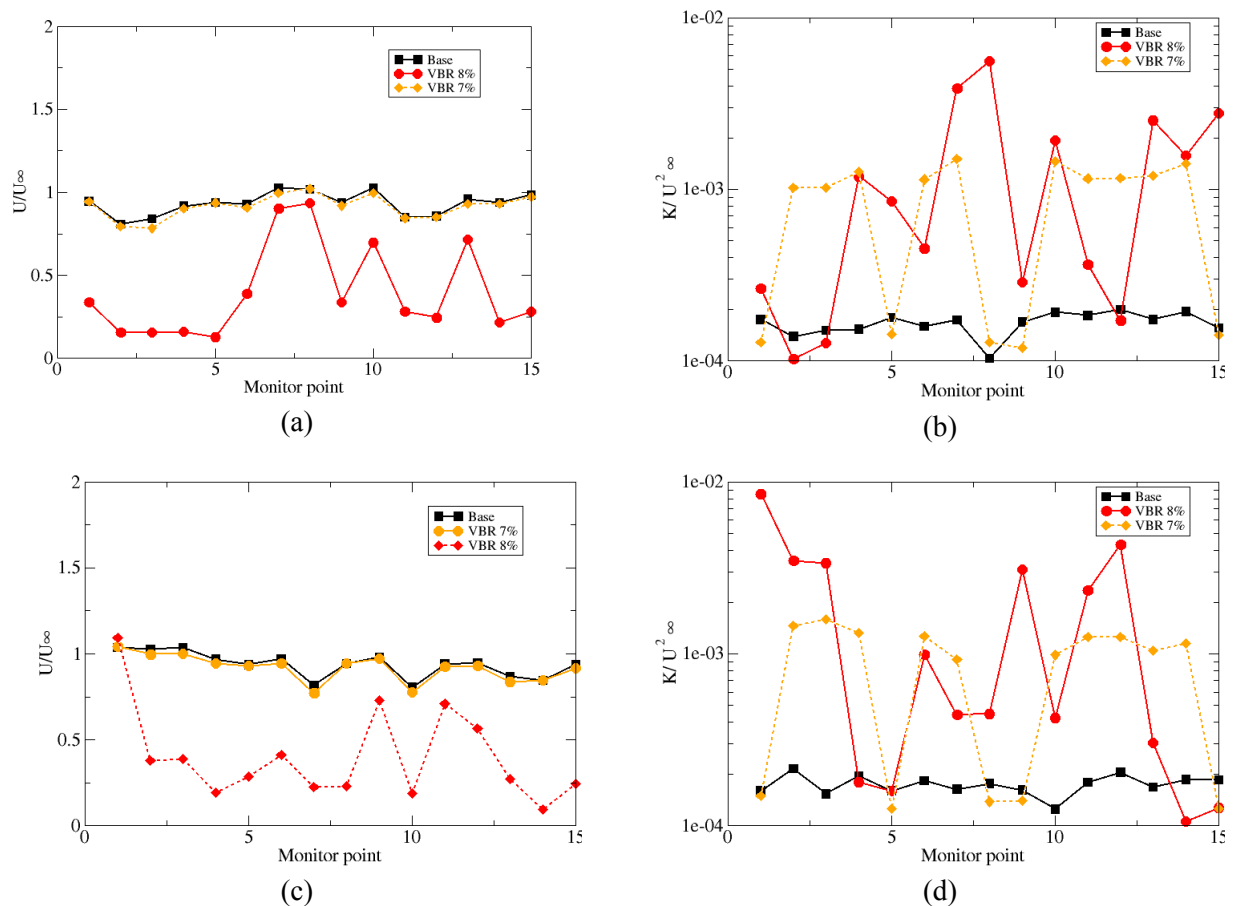 2
1.5
1
0.5
0
U/U∞
Base
VBR 8%
VBR 7%
0
5
10
15
Monitor point
(a)
1e-02
1e-03
1e-04
K/ U² ∞
Base
VBR 8%
VBR 7%
0
5
10
15
Monitor point
(b)
2
1.5
1
0.5
0
U/U∞
Base
VBR 7%
VBR 8%
0
5
10
15
Monitor point
(c)
1e-02
1e-03
1e-04
K/ U² ∞
Base
VBR 8%
VBR 7%
0
5
10
15
Monitor point
(d)